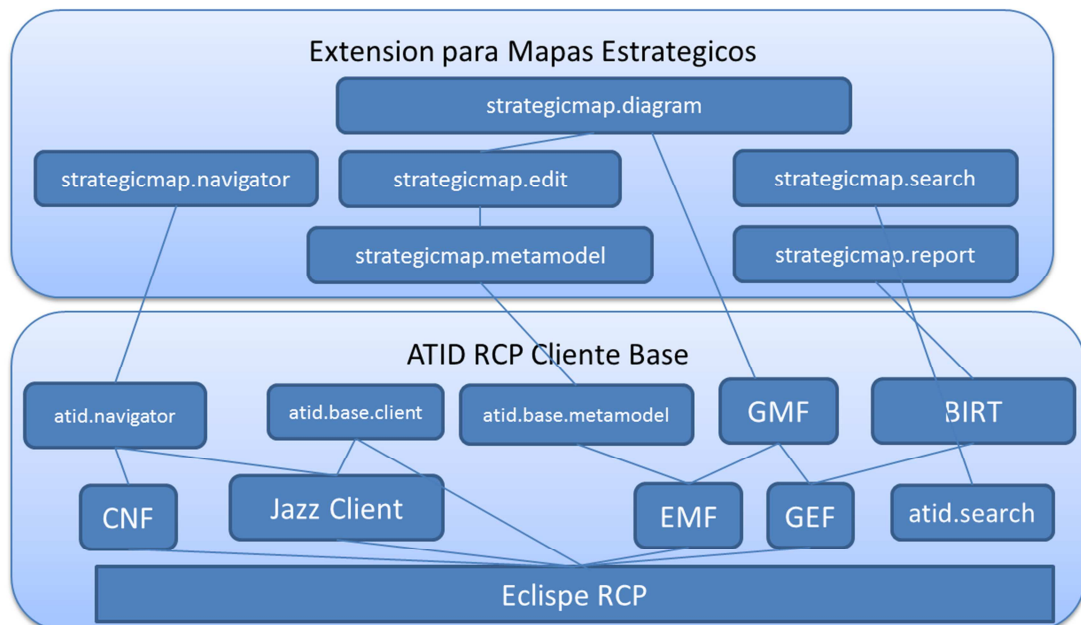 Extension para Mapas Estrategicos
strategicmap.diagram
strategicmap.navigator
strategicmap.edit
strategicmap.search
strategicmap.metamodel
strategicmap.report
ATID RCP Cliente Base
atid.navigator
atid.base.client
atid.base.metamodel
GMF
BIRT
CNF
Jazz Client
EMF
GEF
atid.search
Eclispe RCP